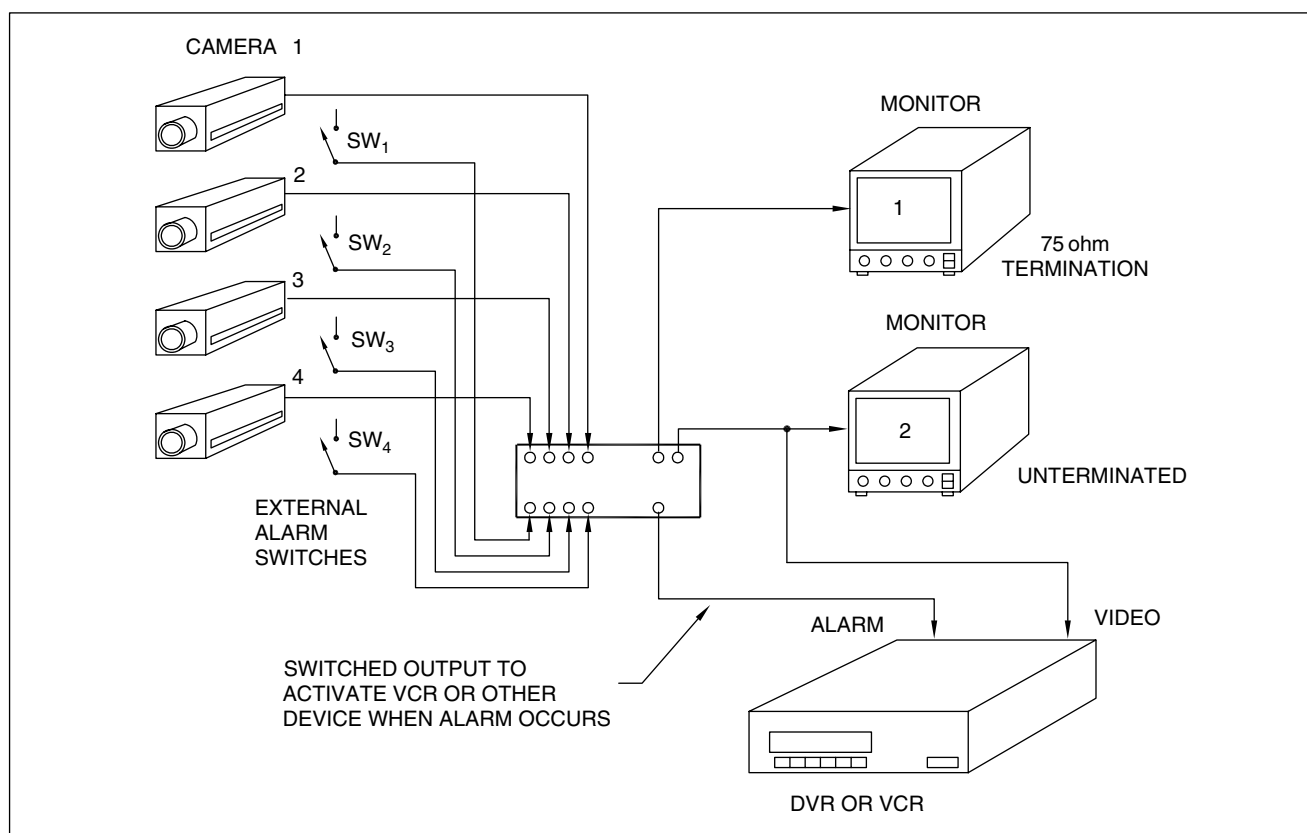 CAMERA 1
SW1
2
SW2
3
SW3
4
SW4
EXTERNAL
ALARM
SWITCHES
MONITOR
1
75 ohm
TERMINATION
MONITOR
2
UNTERMINATED
SWITCHED OUTPUT TO
ACTIVATE VCR OR OTHER
DEVICE WHEN ALARM OCCURS
ALARM
VIDEO
DVR OR VCR